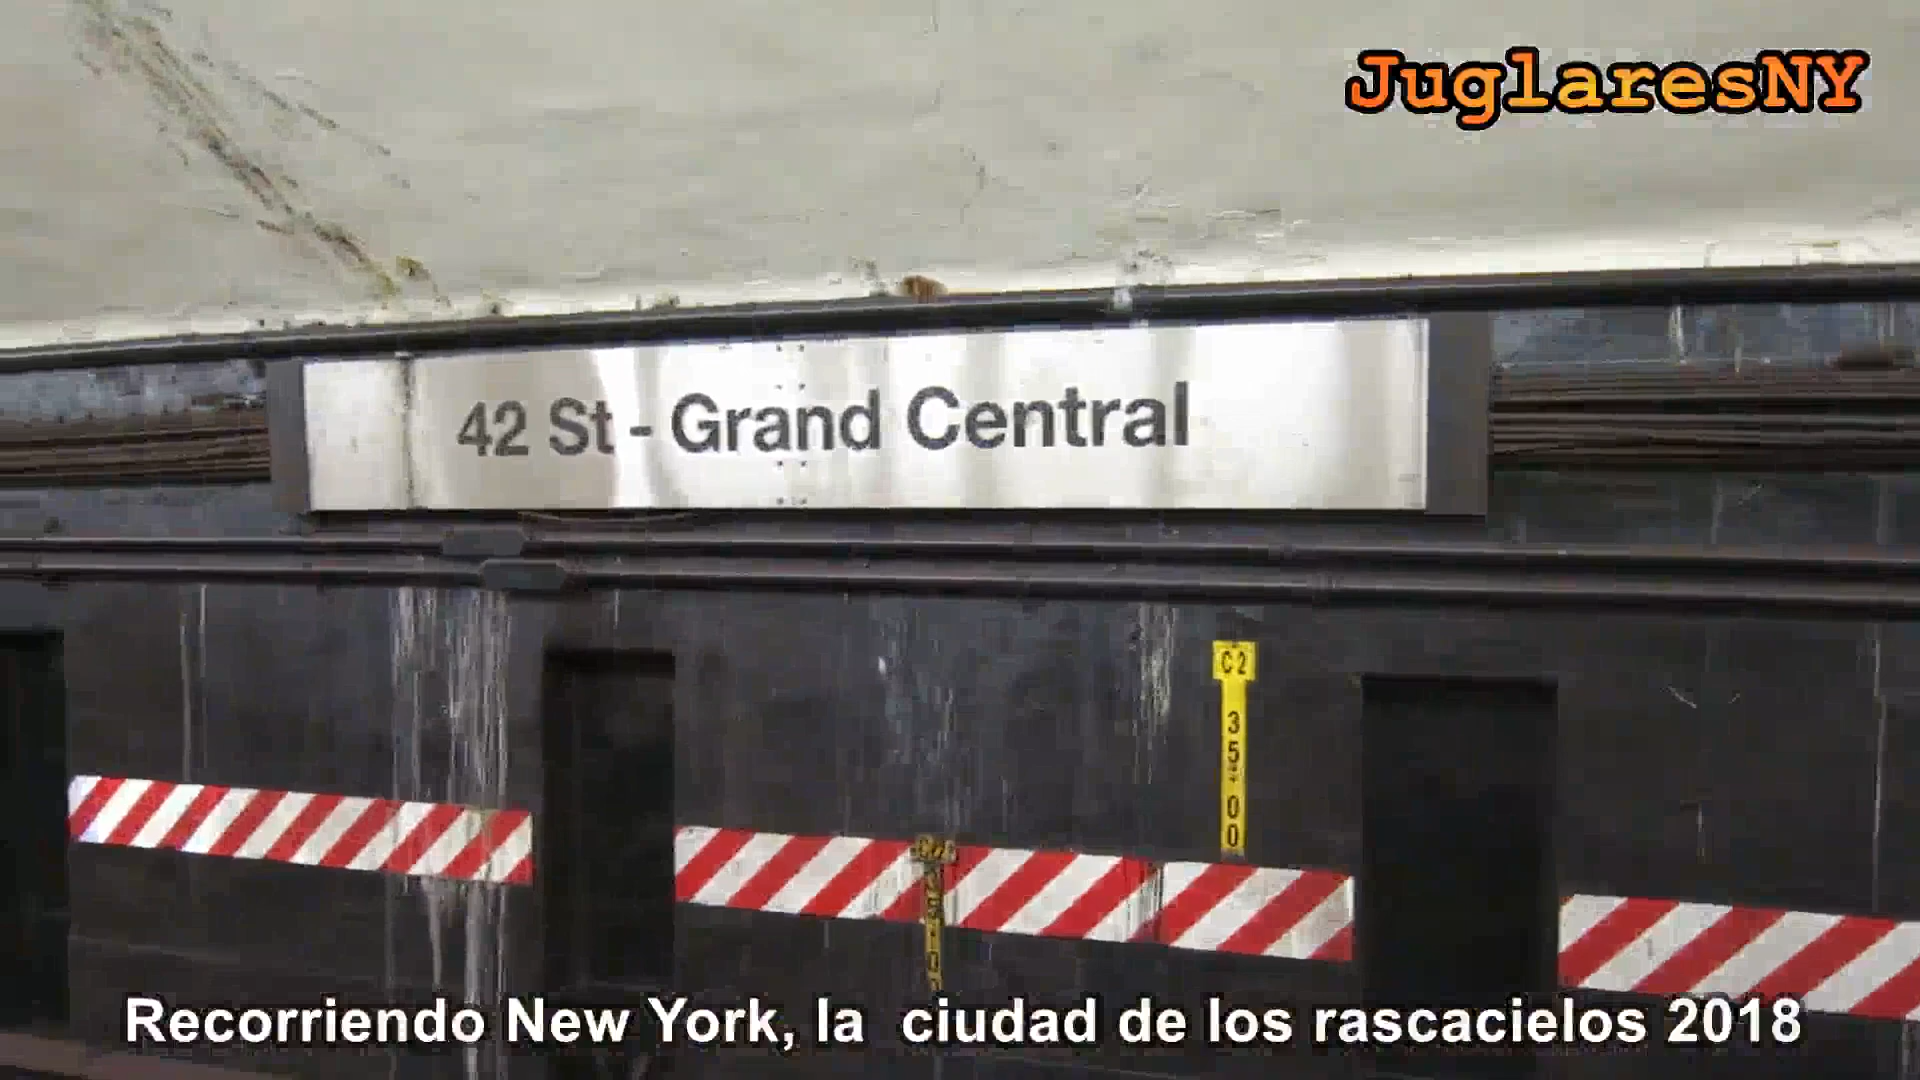 JuglaresNY
42 St - Grand Central
C2
35+00
Recorriendo New York, la  ciudad de los rascacielos 2018